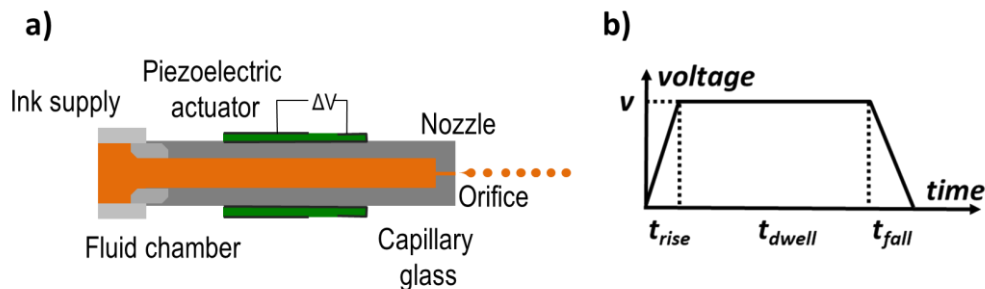 a)
Piezoelectric
actuator
Ink supply
ΔV
Nozzle
Orifice
Fluid chamber
Capillary
glass
b)
voltage
v
time
t_rise
t_dwell
t_fall